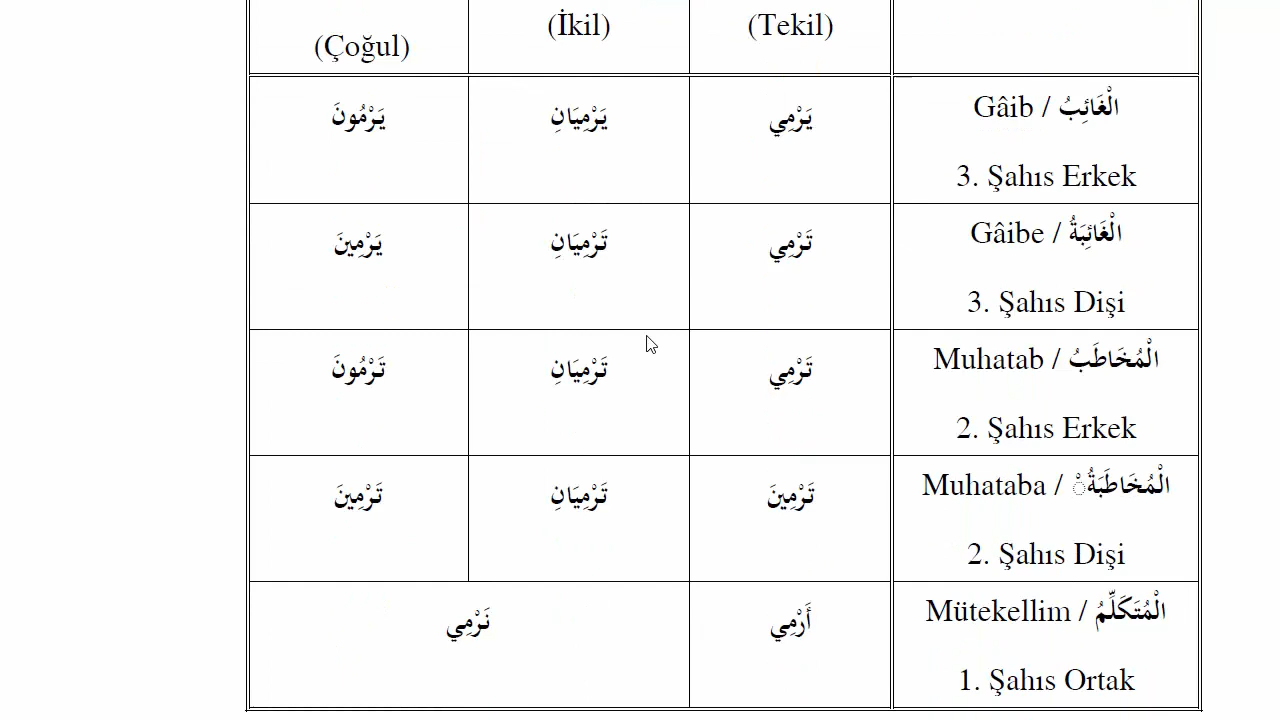 (Çoğul) (İkil) (Tekil)
يَرْمُونَ يَرْمِيَانِ يَرْمِي Gâib / الْغَائِبُ
3. Şahıs Erkek
يَرْمِينَ تَرْمِيَانِ تَرْمِي Gâibe / الْغَائِبَةُ
3. Şahıs Dişi
تَرْمُونَ تَرْمِيَانِ تَرْمِي Muhatab / الْمُخَاطَبُ
2. Şahıs Erkek
تَرْمِينَ تَرْمِيَانِ تَرْمِينَ Muhataba / الْمُخَاطَبَةُ ْ
2. Şahıs Dişi
نَرْمِي أَرْمِي Mütekellim / الْمُتَكَلِّمُ
1. Şahıs Ortak